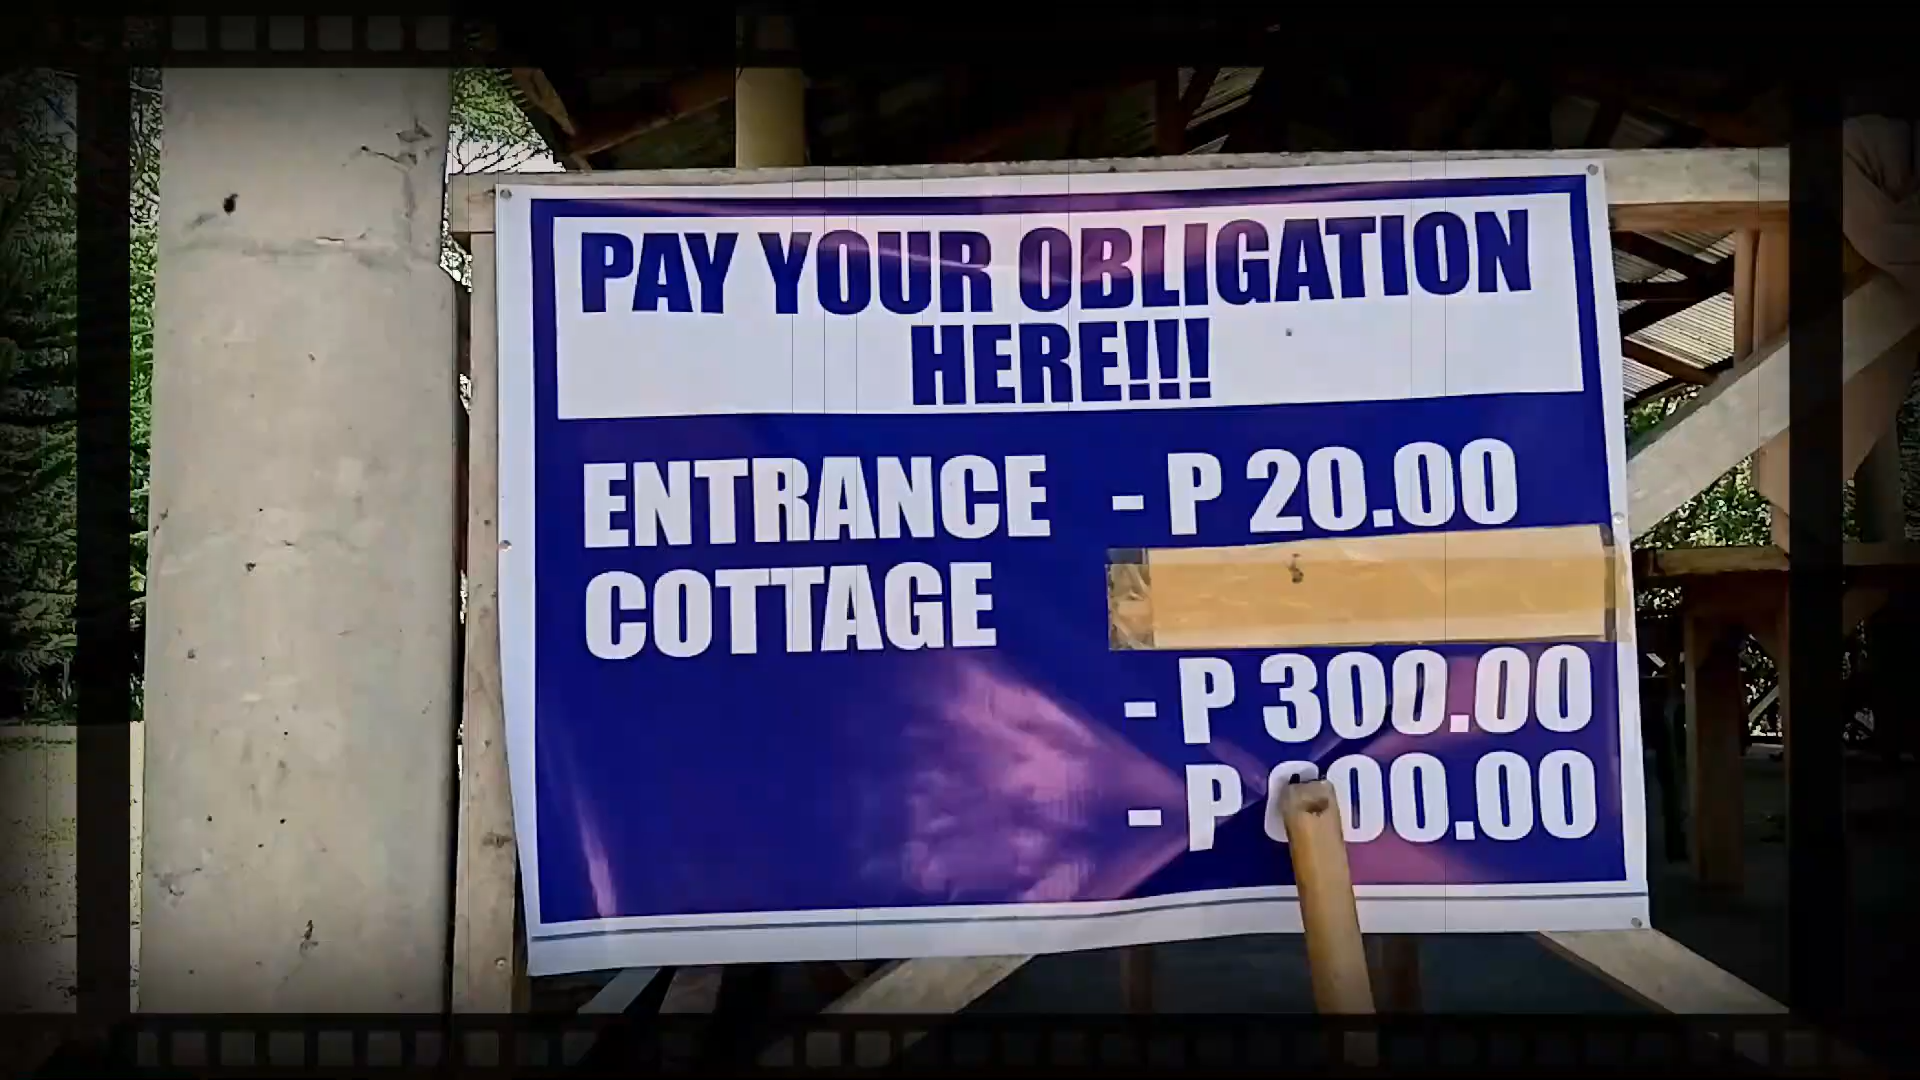 PAY YOUR OBLIGATION
HERE!!!
ENTRANCE - P 20.00
COTTAGE
- P 300.00
- P